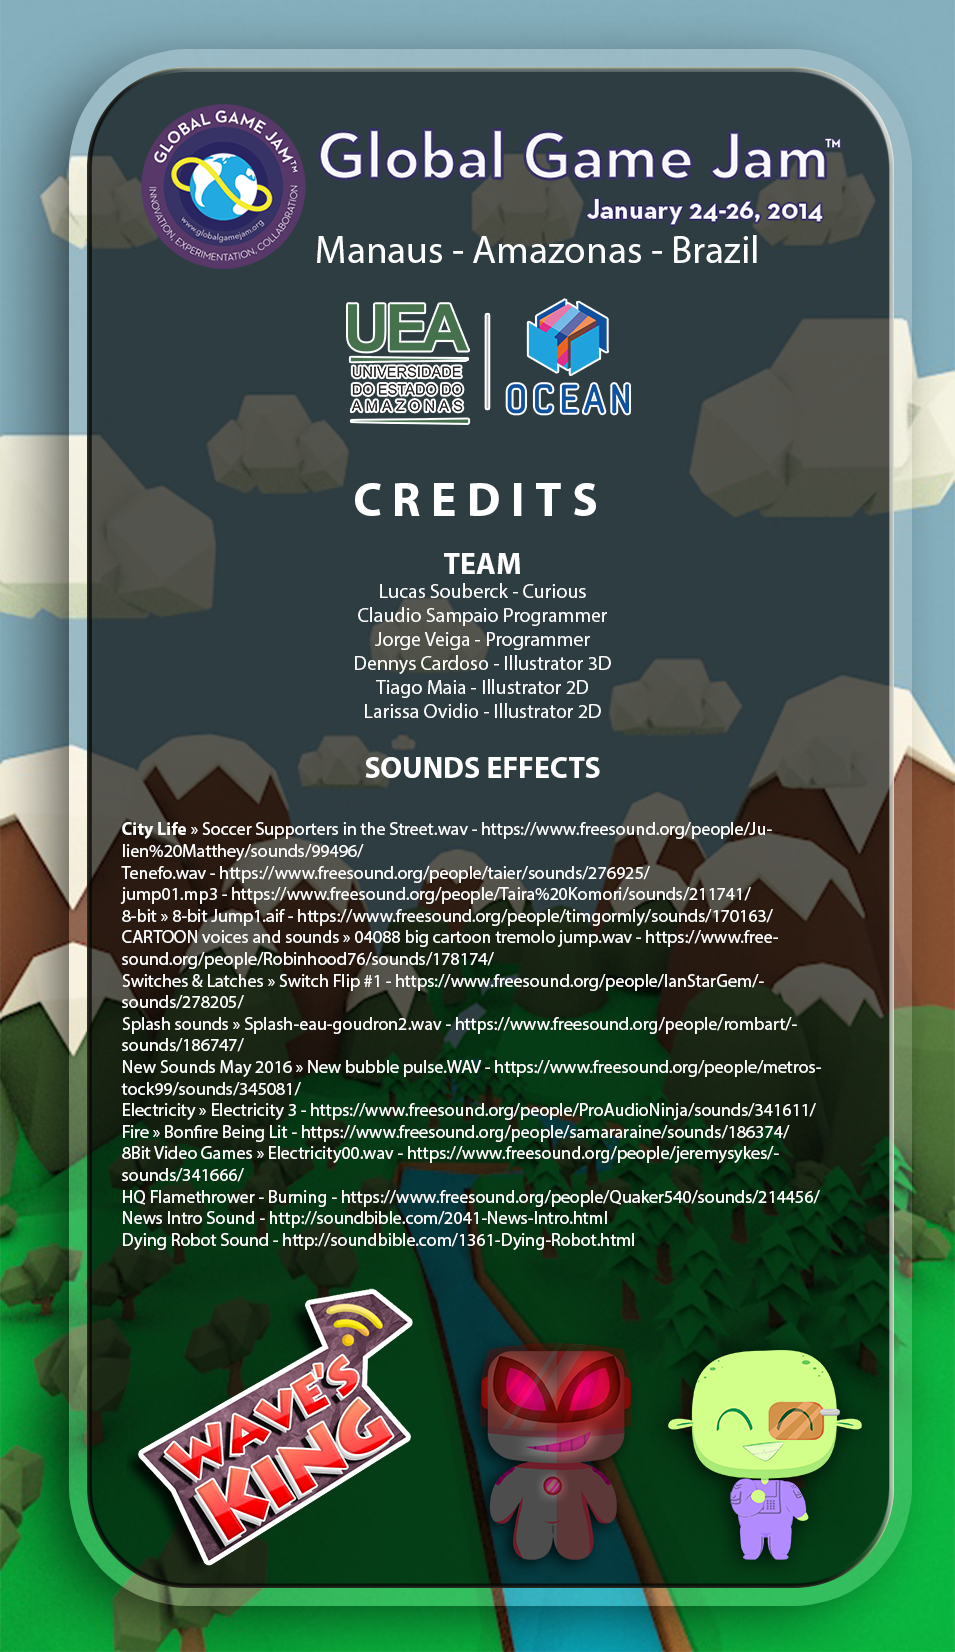 GLOBAL GAME JAM™
www.globalgamejam.org
INNOVATION, EXPERIMENTATION, COLLABORATION
Global Game Jam™
January 24-26, 2014
Manaus - Amazonas - Brazil
UEA
UNIVERSIDADE
DO ESTADO DO
AMAZONAS
OCEAN
CREDITS
TEAM
Lucas Souberck - Curious
Claudio Sampaio Programmer
Jorge Veiga - Programmer
Dennys Cardoso - Illustrator 3D
Tiago Maia - Illustrator 2D
Larissa Ovidio - Illustrator 2D
SOUNDS EFFECTS
City Life » Soccer Supporters in the Street.wav - https://www.freesound.org/people/Ju-
lien%20Matthey/sounds/99496/
Tenefo.wav - https://www.freesound.org/people/taier/sounds/276925/
jump01.mp3 - https://www.freesound.org/people/Taira%20Komori/sounds/211741/
8-bit » 8-bit Jump1.aif - https://www.freesound.org/people/timgormly/sounds/170163/
CARTOON voices and sounds » 04088 big cartoon tremolo jump.wav - https://www.free-
sound.org/people/Robinhood76/sounds/178174/
Switches & Latches » Switch Flip #1 - https://www.freesound.org/people/IanStarGem/-
sounds/278205/
Splash sounds » Splash-eau-goudron2.wav - https://www.freesound.org/people/rombart/-
sounds/186747/
New Sounds May 2016 » New bubble pulse.WAV - https://www.freesound.org/people/metros-
tock99/sounds/345081/
Electricity » Electricity 3 - https://www.freesound.org/people/ProAudioNinja/sounds/341611/
Fire » Bonfire Being Lit - https://www.freesound.org/people/samararaine/sounds/186374/
8Bit Video Games » Electricity00.wav - https://www.freesound.org/people/jeremysykes/-
sounds/341666/
HQ Flamethrower - Burning - https://www.freesound.org/people/Quaker540/sounds/214456/
News Intro Sound - http://soundbible.com/2041-News-Intro.html
Dying Robot Sound - http://soundbible.com/1361-Dying-Robot.html
WAVE'S
KING